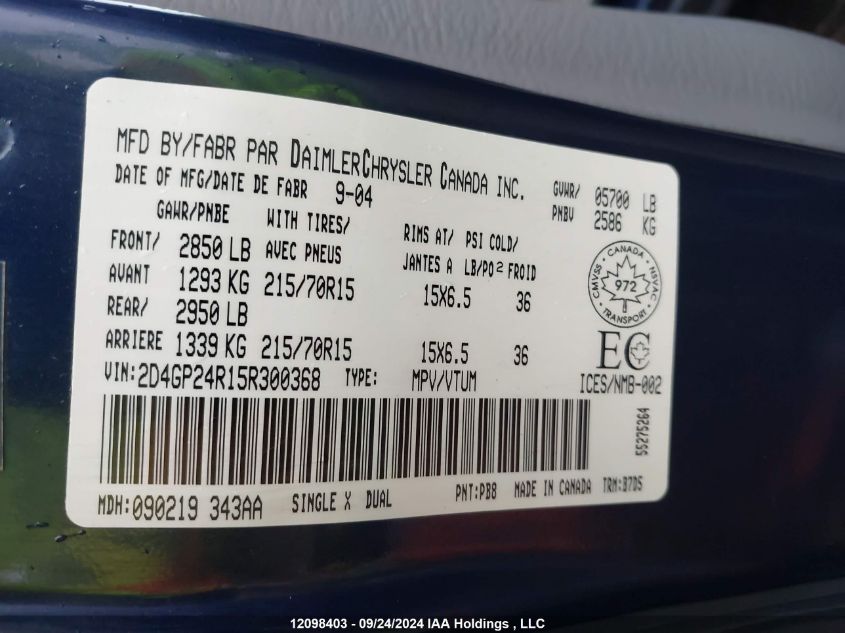 MFD BY/FABR PAR DAIMLERCHRYSLER CANADA INC.
DATE OF MFG/DATE DE FABR 9-04
GVWR/ 05700 LB
PNBV 2586 KG
GAWR/PNBE WITH TIRES/ RIMS AT/ PSI COLD/
FRONT/ 2850 LB AVEC PNEUS JANTES A LB/PO² FROID
AVANT 1293 KG 215/70R15 15X6.5 36
REAR/ 2950 LB
ARRIERE 1339 KG 215/70R15 15X6.5 36
CANADA
CMVSS 972 NSVAC
TRANSPORT
EC
ICES/NMB-002
VIN:2D4GP24R15R300368 TYPE: MPV/VTUM
55275264
MDH:090219 343AA SINGLE X DUAL PNT:PB8 MADE IN CANADA TRM:B7D5
12098403 - 09/24/2024 IAA Holdings , LLC